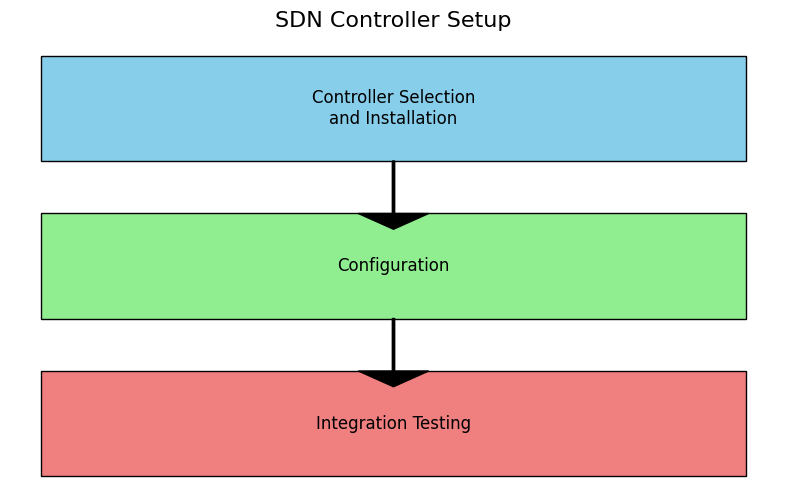 SDN Controller Setup
Controller Selection
and Installation
Configuration
Integration Testing